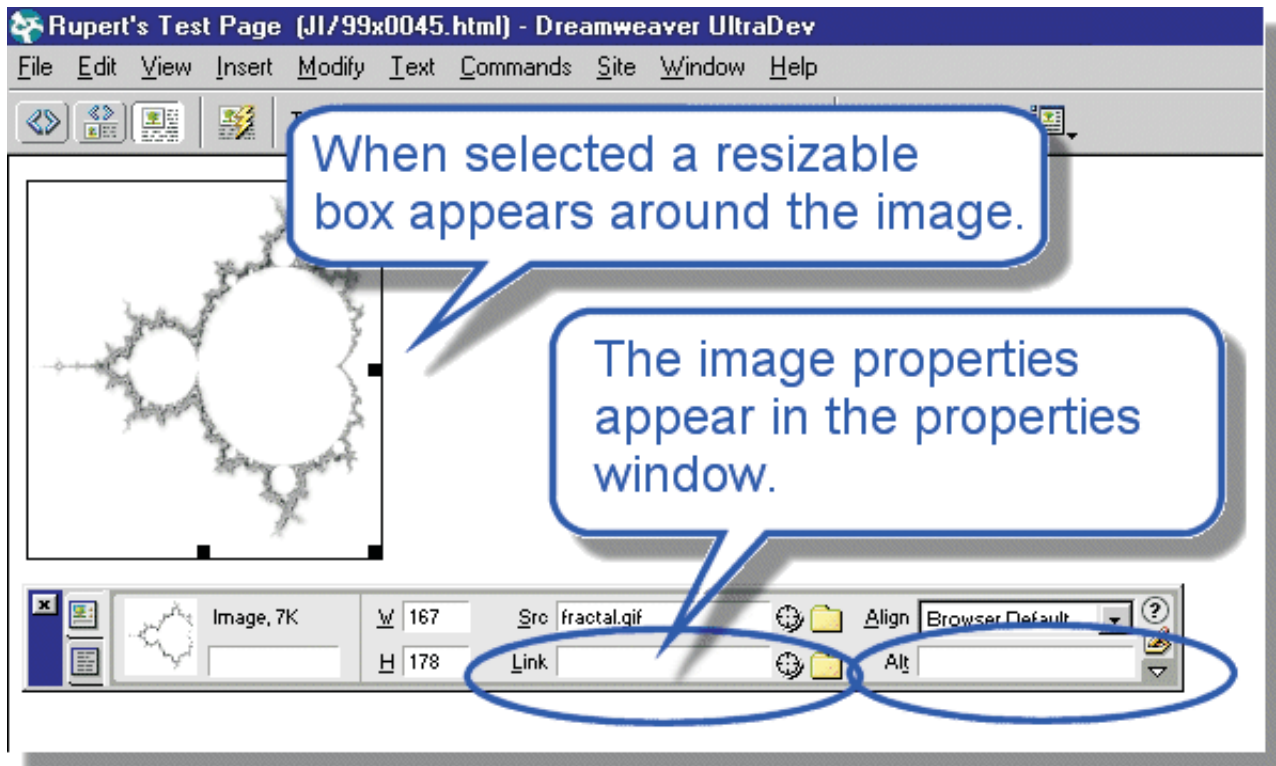 Rupert's Test Page (JI/99x0045.html) - Dreamweaver UltraDev
File Edit View Insert Modify Text Commands Site Window Help
When selected a resizable
box appears around the image.
The image properties
appear in the properties
window.
Image, 7K W 167 Src fractal.gif Align Browser Default
H 178 Link Alt